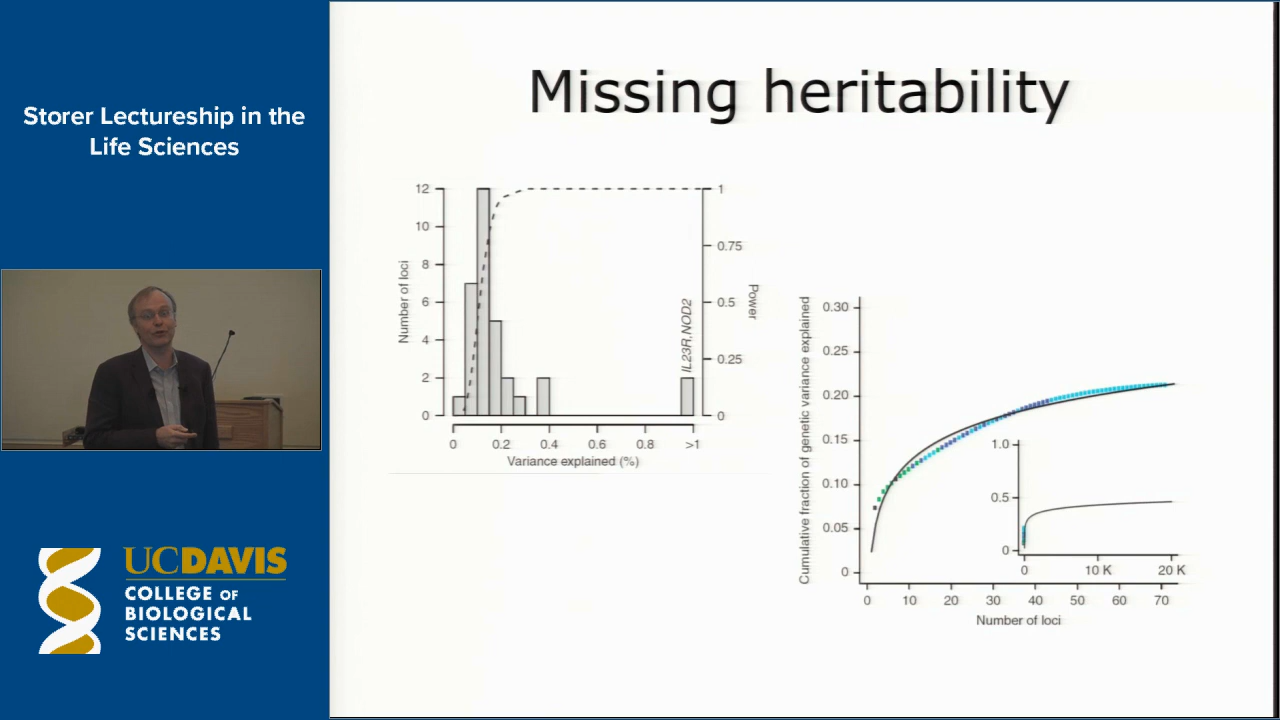 Storer Lectureship in the
Life Sciences
UCDAVIS
COLLEGE OF
BIOLOGICAL
SCIENCES
Missing heritability
12
10
8
6
4
2
0
Number of loci
1
0.75
0.5
0.25
0
Power
IL23R,NOD2
0
0.2
0.4
0.6
0.8
>1
Variance explained (%)
Cumulative fraction of genetic variance explained
0.30
0.25
0.20
0.15
0.10
0.05
0
1.0
0.5
0
0
10 K
20 K
0
10
20
30
40
50
60
70
Number of loci